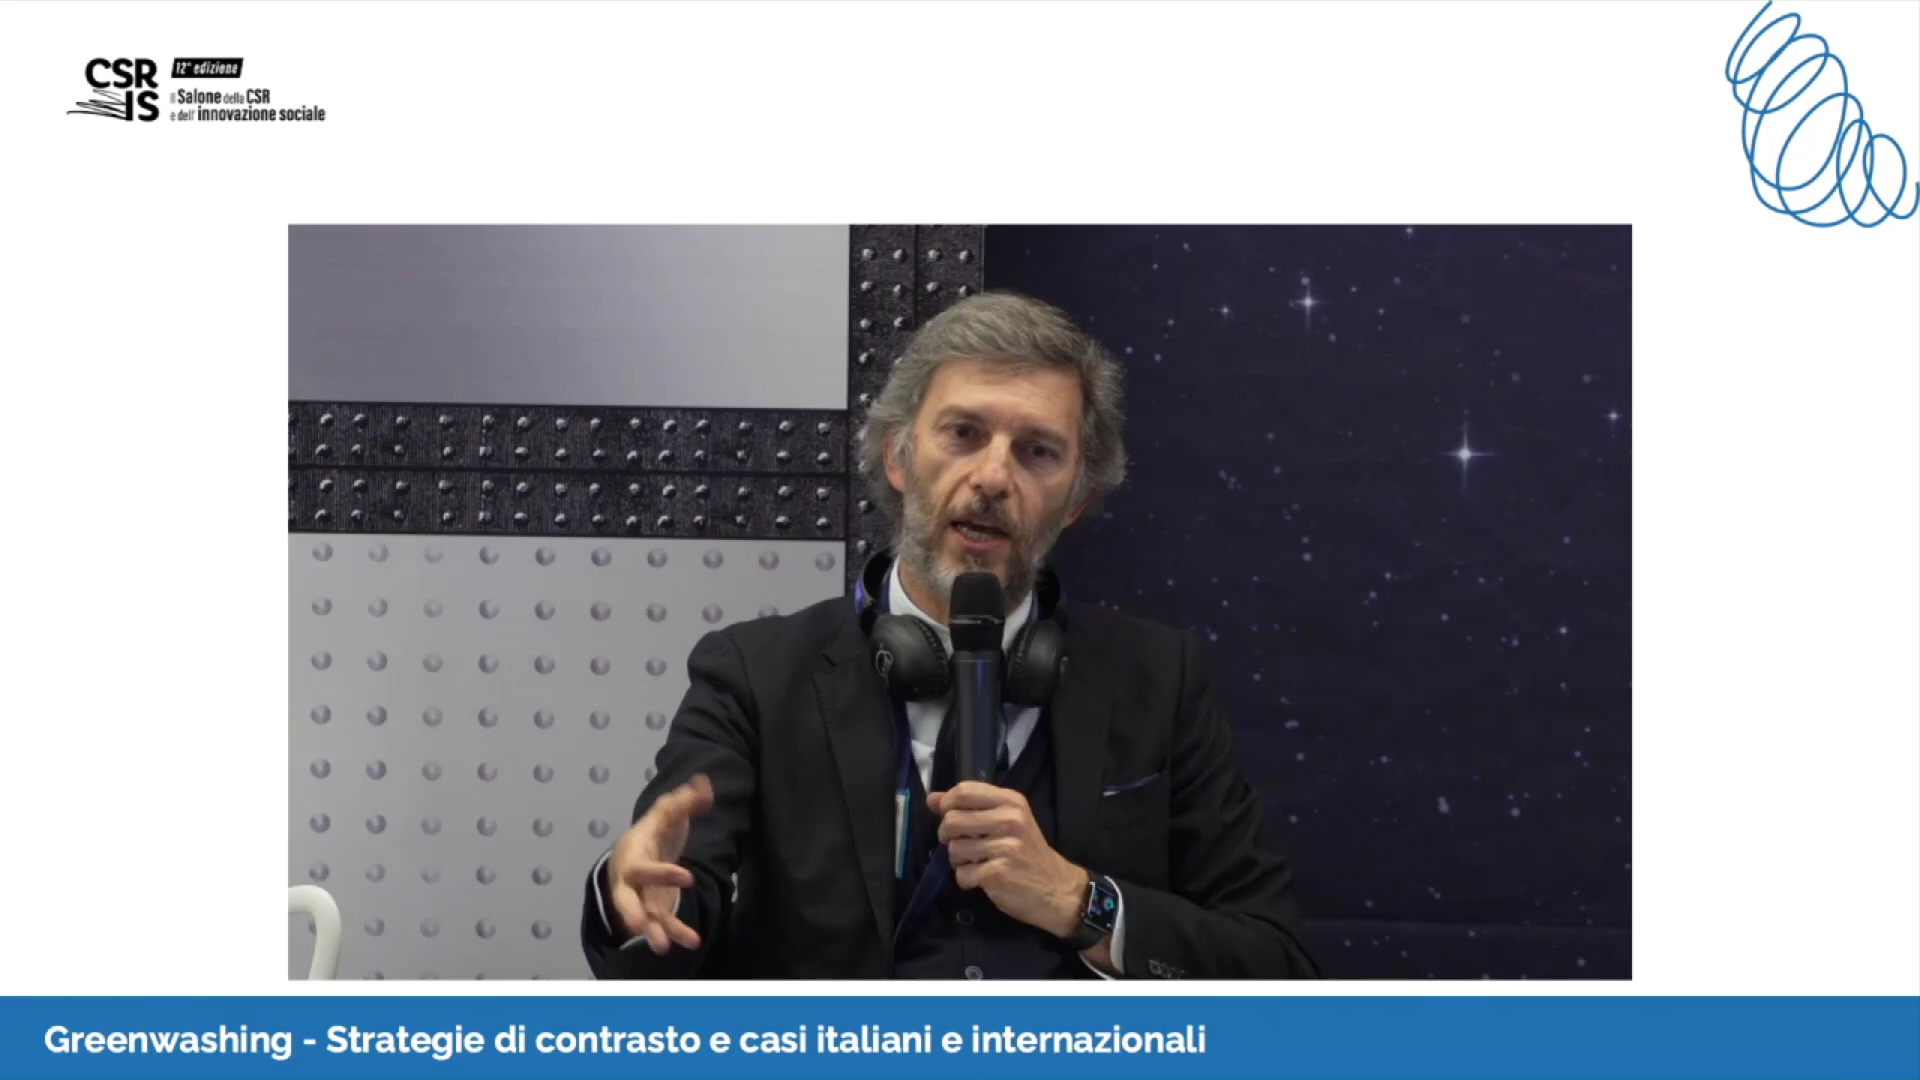 CSR
IS
12ª edizione
Il Salone della CSR
e dell'innovazione sociale
Greenwashing - Strategie di contrasto e casi italiani e internazionali